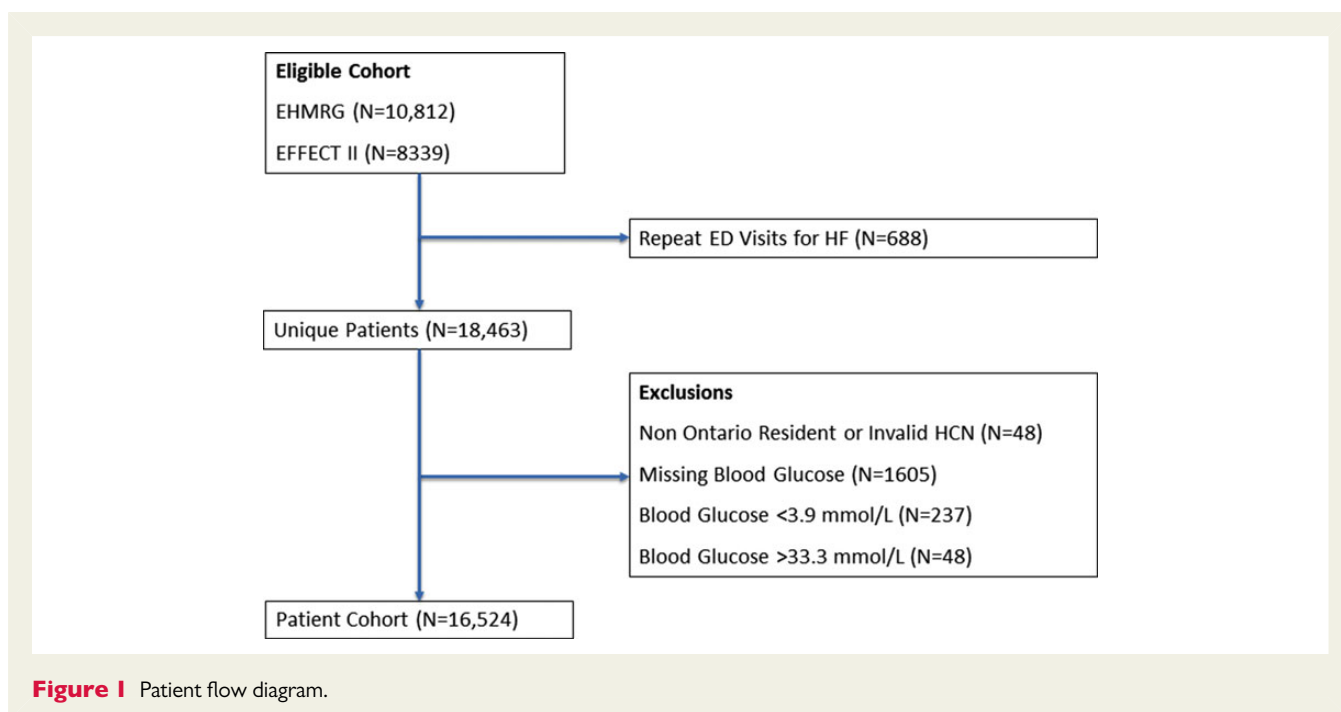 Eligible Cohort
EHMRG (N=10,812)
EFFECT II (N=8339)
Repeat ED Visits for HF (N=688)
Unique Patients (N=18,463)
Exclusions
Non Ontario Resident or Invalid HCN (N=48)
Missing Blood Glucose (N=1605)
Blood Glucose <3.9 mmol/L (N=237)
Blood Glucose >33.3 mmol/L (N=48)
Patient Cohort (N=16,524)
Figure 1 Patient flow diagram.